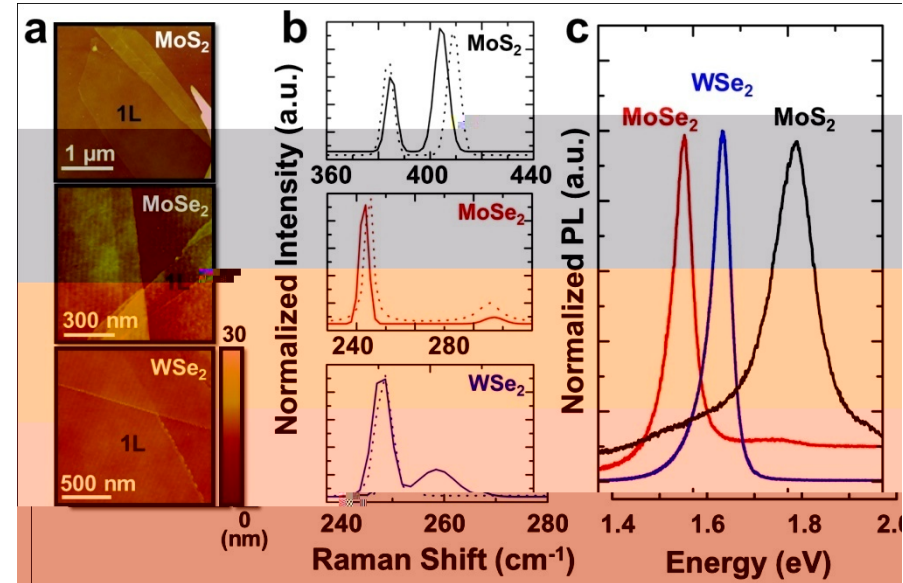 a
MoS₂
1L
1 μm
MoSe₂
1L
300 nm
WSe₂
1L
500 nm
30
0
(nm)
b
Normalized Intensity (a.u.)
MoS₂
360 400 440
MoSe₂
240 280
WSe₂
240 260 280
Raman Shift (cm⁻¹)
c
Normalized PL (a.u.)
WSe₂
MoSe₂
MoS₂
1.4 1.6 1.8 2.0
Energy (eV)